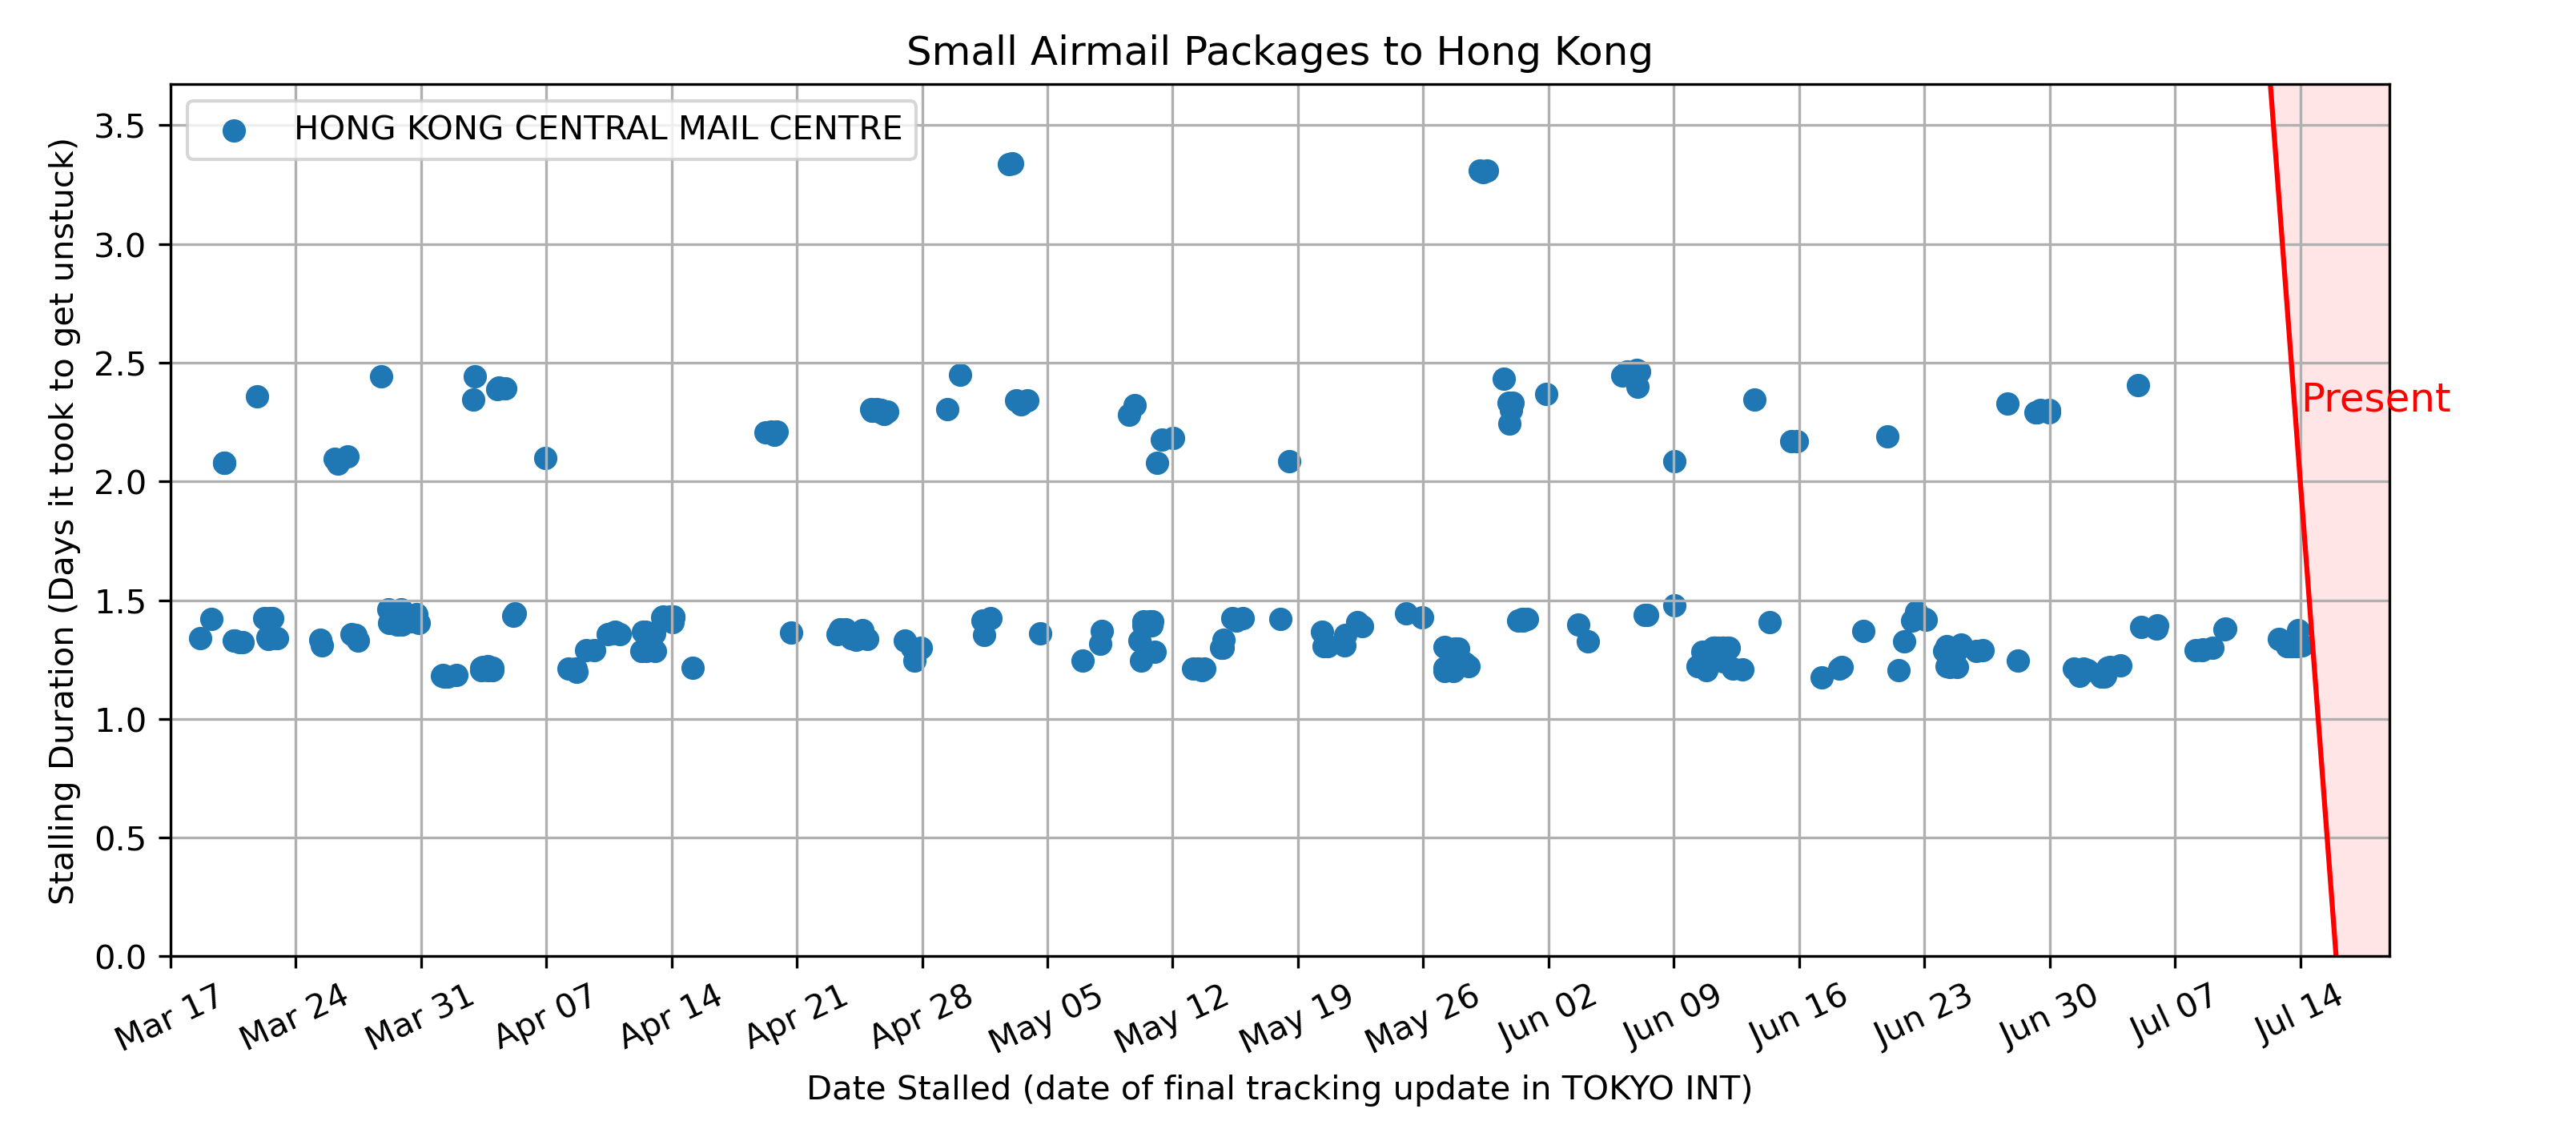 Small Airmail Packages to Hong Kong
HONG KONG CENTRAL MAIL CENTRE
Stalling Duration (Days it took to get unstuck)
3.5
3.0
2.5
2.0
1.5
1.0
0.5
0.0
Present
Mar 17
Mar 24
Mar 31
Apr 07
Apr 14
Apr 21
Apr 28
May 05
May 12
May 19
May 26
Jun 02
Jun 09
Jun 16
Jun 23
Jun 30
Jul 07
Jul 14
Date Stalled (date of final tracking update in TOKYO INT)